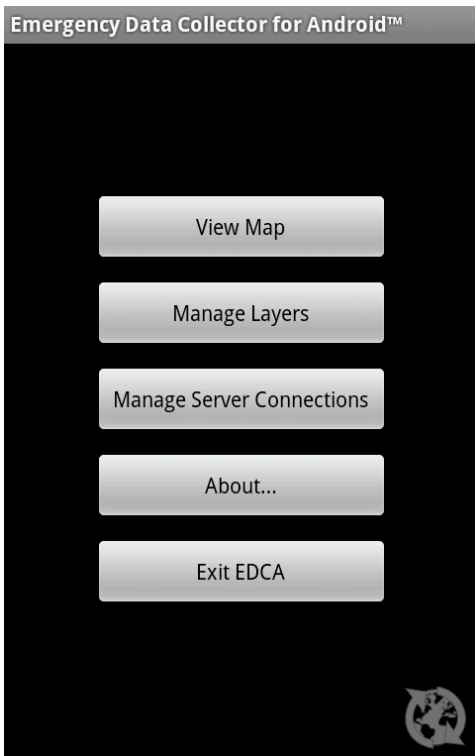 Emergency Data Collector for Android™
View Map
Manage Layers
Manage Server Connections
About...
Exit EDCA